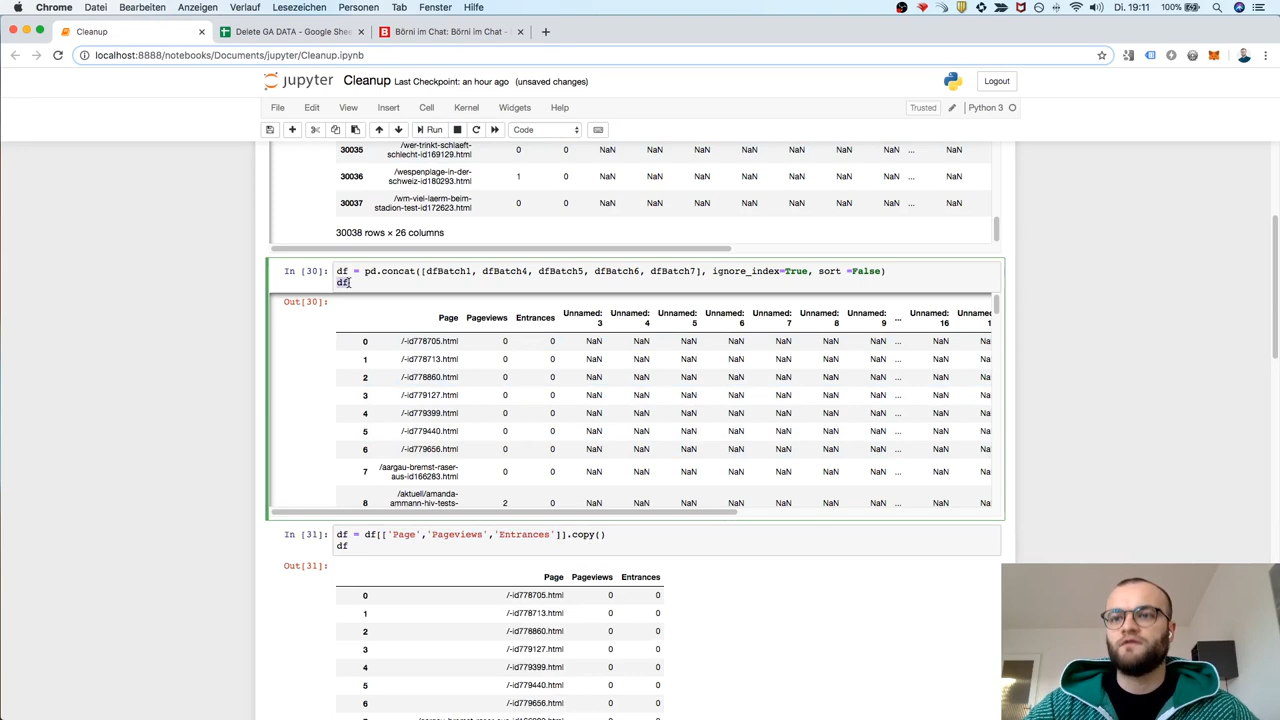 Chrome Datei Bearbeiten Anzeigen Verlauf Lesezeichen Personen Tab Fenster Hilfe 100% Di. 19:11
Cleanup Delete GA DATA - Google She Börni im Chat: Börni im Chat -
localhost:8888/notebooks/Documents/jupyter/Cleanup.ipynb
jupyter Cleanup Last Checkpoint: an hour ago (unsaved changes) Logout
File Edit View Insert Cell Kernel Widgets Help Trusted Python 3
Run Code
30035 /wer-trinkt-schlaeft-
schlecht-id169129.html 0 0 NaN NaN NaN NaN NaN NaN NaN ... NaN NaN
30036 /wespenplage-in-der-
schweiz-id180293.html 1 0 NaN NaN NaN NaN NaN NaN NaN ... NaN NaN
30037 /wm-viel-laerm-beim-
stadion-test-id172623.html 0 0 NaN NaN NaN NaN NaN NaN NaN ... NaN NaN
30038 rows × 26 columns
In [30]: df = pd.concat([dfBatch1, dfBatch4, dfBatch5, dfBatch6, dfBatch7], ignore_index=True, sort =False)
df
Out[30]:
Page Pageviews Entrances Unnamed: 3 Unnamed: 4 Unnamed: 5 Unnamed: 6 Unnamed: 7 Unnamed: 8 Unnamed: 9 ... Unnamed: 16 Unnamed: 1
0 /-id778705.html 0 0 NaN NaN NaN NaN NaN NaN NaN ... NaN Na
1 /-id778713.html 0 0 NaN NaN NaN NaN NaN NaN NaN ... NaN Na
2 /-id778860.html 0 0 NaN NaN NaN NaN NaN NaN NaN ... NaN Na
3 /-id779127.html 0 0 NaN NaN NaN NaN NaN NaN NaN ... NaN Na
4 /-id779399.html 0 0 NaN NaN NaN NaN NaN NaN NaN ... NaN Na
5 /-id779440.html 0 0 NaN NaN NaN NaN NaN NaN NaN ... NaN Na
6 /-id779656.html 0 0 NaN NaN NaN NaN NaN NaN NaN ... NaN Na
7 /aargau-bremst-raser-
aus-id166283.html 0 0 NaN NaN NaN NaN NaN NaN NaN ... NaN Na
8 /aktuell/amanda-
ammann-hiv-tests- 2 0 NaN NaN NaN NaN NaN NaN NaN ... NaN Na
In [31]: df = df[['Page','Pageviews','Entrances']].copy()
df
Out[31]:
Page Pageviews Entrances
0 /-id778705.html 0 0
1 /-id778713.html 0 0
2 /-id778860.html 0 0
3 /-id779127.html 0 0
4 /-id779399.html 0 0
5 /-id779440.html 0 0
6 /-id779656.html 0 0